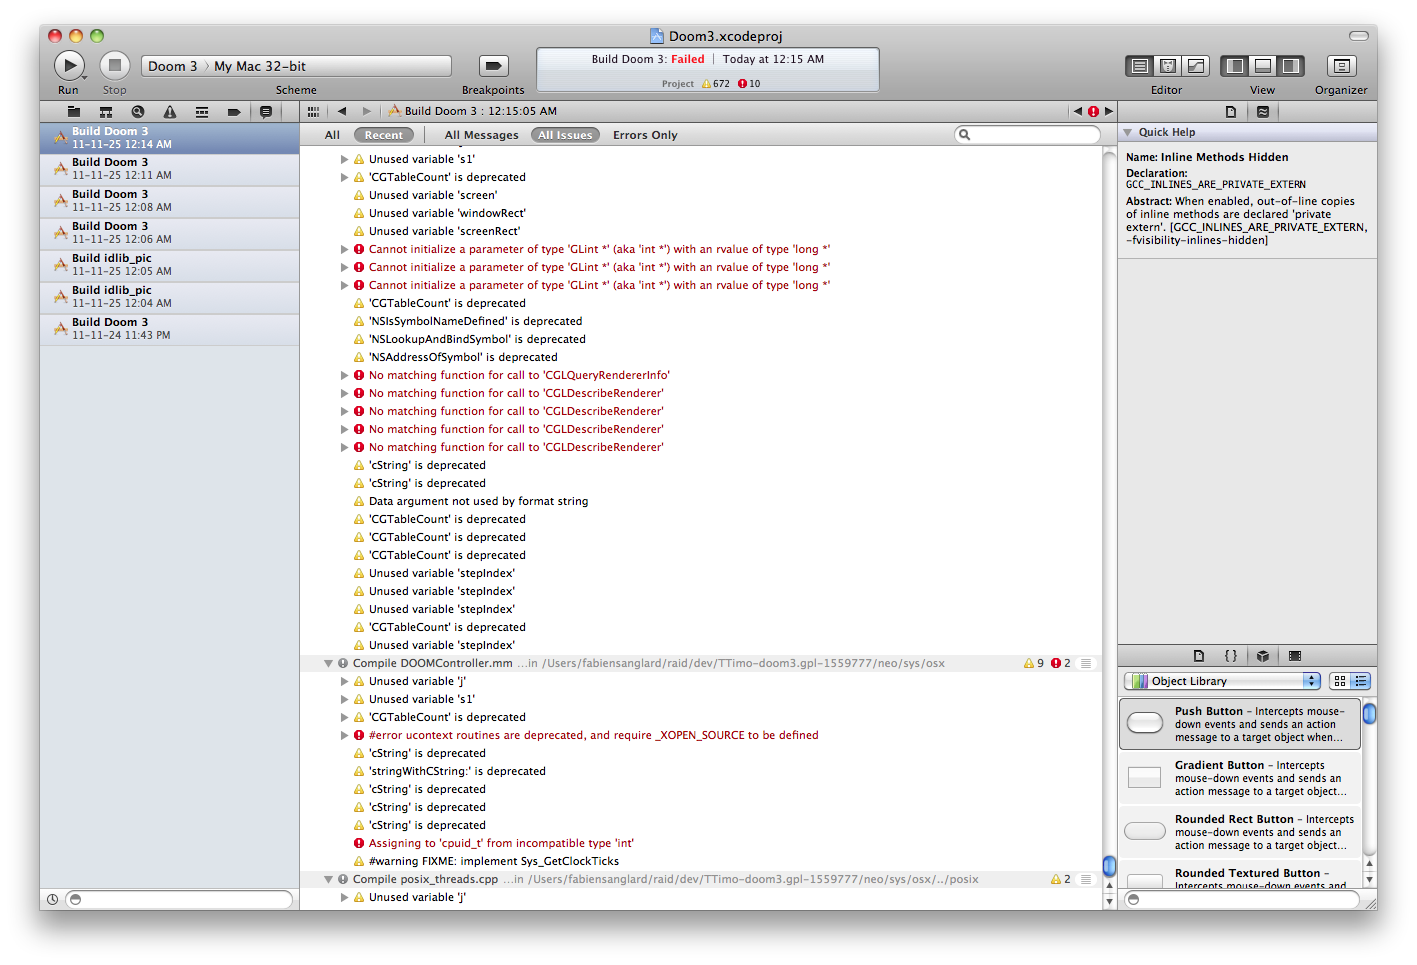 Doom3.xcodeproj
Doom 3 › My Mac 32-bit
Build Doom 3: Failed | Today at 12:15 AM
Project 672 10
Run
Stop
Scheme
Breakpoints
Editor
View
Organizer
Build Doom 3 : 12:15:05 AM
All Recent All Messages All Issues Errors Only
Build Doom 3
11-11-25 12:14 AM
Build Doom 3
11-11-25 12:11 AM
Build Doom 3
11-11-25 12:08 AM
Build Doom 3
11-11-25 12:06 AM
Build idlib_pic
11-11-25 12:05 AM
Build idlib_pic
11-11-25 12:04 AM
Build Doom 3
11-11-24 11:43 PM
Unused variable 's1'
'CGTableCount' is deprecated
Unused variable 'screen'
Unused variable 'windowRect'
Unused variable 'screenRect'
Cannot initialize a parameter of type 'GLint *' (aka 'int *') with an rvalue of type 'long *'
Cannot initialize a parameter of type 'GLint *' (aka 'int *') with an rvalue of type 'long *'
Cannot initialize a parameter of type 'GLint *' (aka 'int *') with an rvalue of type 'long *'
'CGTableCount' is deprecated
'NSIsSymbolNameDefined' is deprecated
'NSLookupAndBindSymbol' is deprecated
'NSAddressOfSymbol' is deprecated
No matching function for call to 'CGLQueryRendererInfo'
No matching function for call to 'CGLDescribeRenderer'
No matching function for call to 'CGLDescribeRenderer'
No matching function for call to 'CGLDescribeRenderer'
No matching function for call to 'CGLDescribeRenderer'
'cString' is deprecated
'cString' is deprecated
Data argument not used by format string
'CGTableCount' is deprecated
'CGTableCount' is deprecated
'CGTableCount' is deprecated
Unused variable 'stepIndex'
Unused variable 'stepIndex'
Unused variable 'stepIndex'
'CGTableCount' is deprecated
Unused variable 'stepIndex'
Compile DOOMController.mm ...in /Users/fabiensanglard/raid/dev/TTimo-doom3.gpl-1559777/neo/sys/osx 9 2
Unused variable 'j'
Unused variable 's1'
'CGTableCount' is deprecated
#error ucontext routines are deprecated, and require _XOPEN_SOURCE to be defined
'cString' is deprecated
'stringWithCString:' is deprecated
'cString' is deprecated
'cString' is deprecated
'cString' is deprecated
Assigning to 'cpuid_t' from incompatible type 'int'
#warning FIXME: implement Sys_GetClockTicks
Compile posix_threads.cpp ...in /Users/fabiensanglard/raid/dev/TTimo-doom3.gpl-1559777/neo/sys/osx/../posix 2
Unused variable 'j'
Quick Help
Name: Inline Methods Hidden
Declaration:
GCC_INLINES_ARE_PRIVATE_EXTERN
Abstract: When enabled, out-of-line copies
of inline methods are declared 'private
extern'. [GCC_INLINES_ARE_PRIVATE_EXTERN,
-fvisibility-inlines-hidden]
{ }
Object Library
Push Button – Intercepts mouse-
down events and sends an action
message to a target object when...
Gradient Button – Intercepts
mouse-down events and sends an
action message to a target object...
Rounded Rect Button – Intercepts
mouse-down events and sends an
action message to a target object...
Rounded Textured Button –
Intercepts mouse-down events and